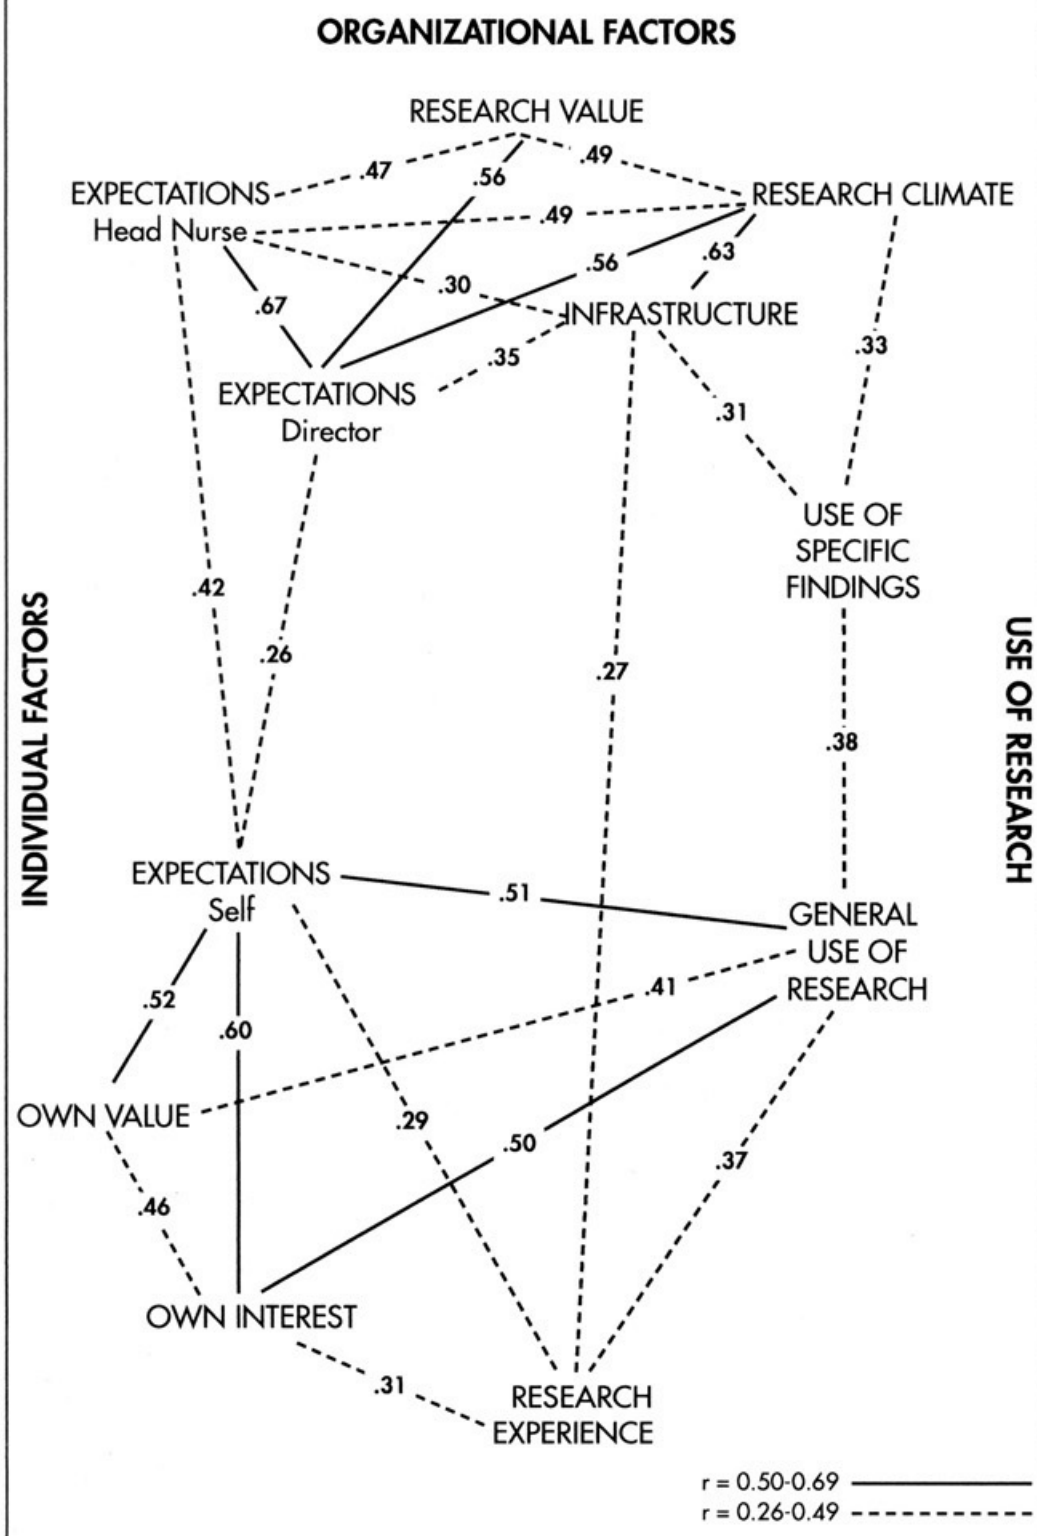 ORGANIZATIONAL FACTORS
RESEARCH VALUE
.47
.56
.49
EXPECTATIONS
Head Nurse
RESEARCH CLIMATE
.49
.63
.56
.30
.67
INFRASTRUCTURE
.35
.33
EXPECTATIONS
Director
.31
USE OF
SPECIFIC
FINDINGS
.42
.26
.27
.38
INDIVIDUAL FACTORS
USE OF RESEARCH
EXPECTATIONS
Self
.51
GENERAL
USE OF
RESEARCH
.52
.60
.41
OWN VALUE
.29
.50
.37
.46
OWN INTEREST
.31
RESEARCH
EXPERIENCE
r = 0.50-0.69
r = 0.26-0.49